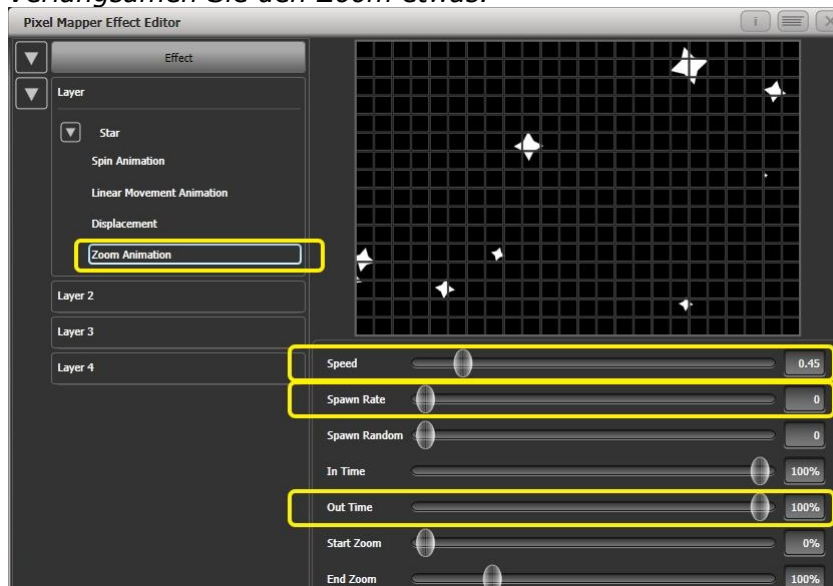 Verlangsamen Sie den Zoom etwas.
Pixel Mapper Effect Editor
Effect
Layer
Star
Spin Animation
Linear Movement Animation
Displacement
Zoom Animation
Layer 2
Layer 3
Layer 4
Speed 0.45
Spawn Rate 0
Spawn Random 0
In Time 100%
Out Time 100%
Start Zoom 0%
End Zoom 100%